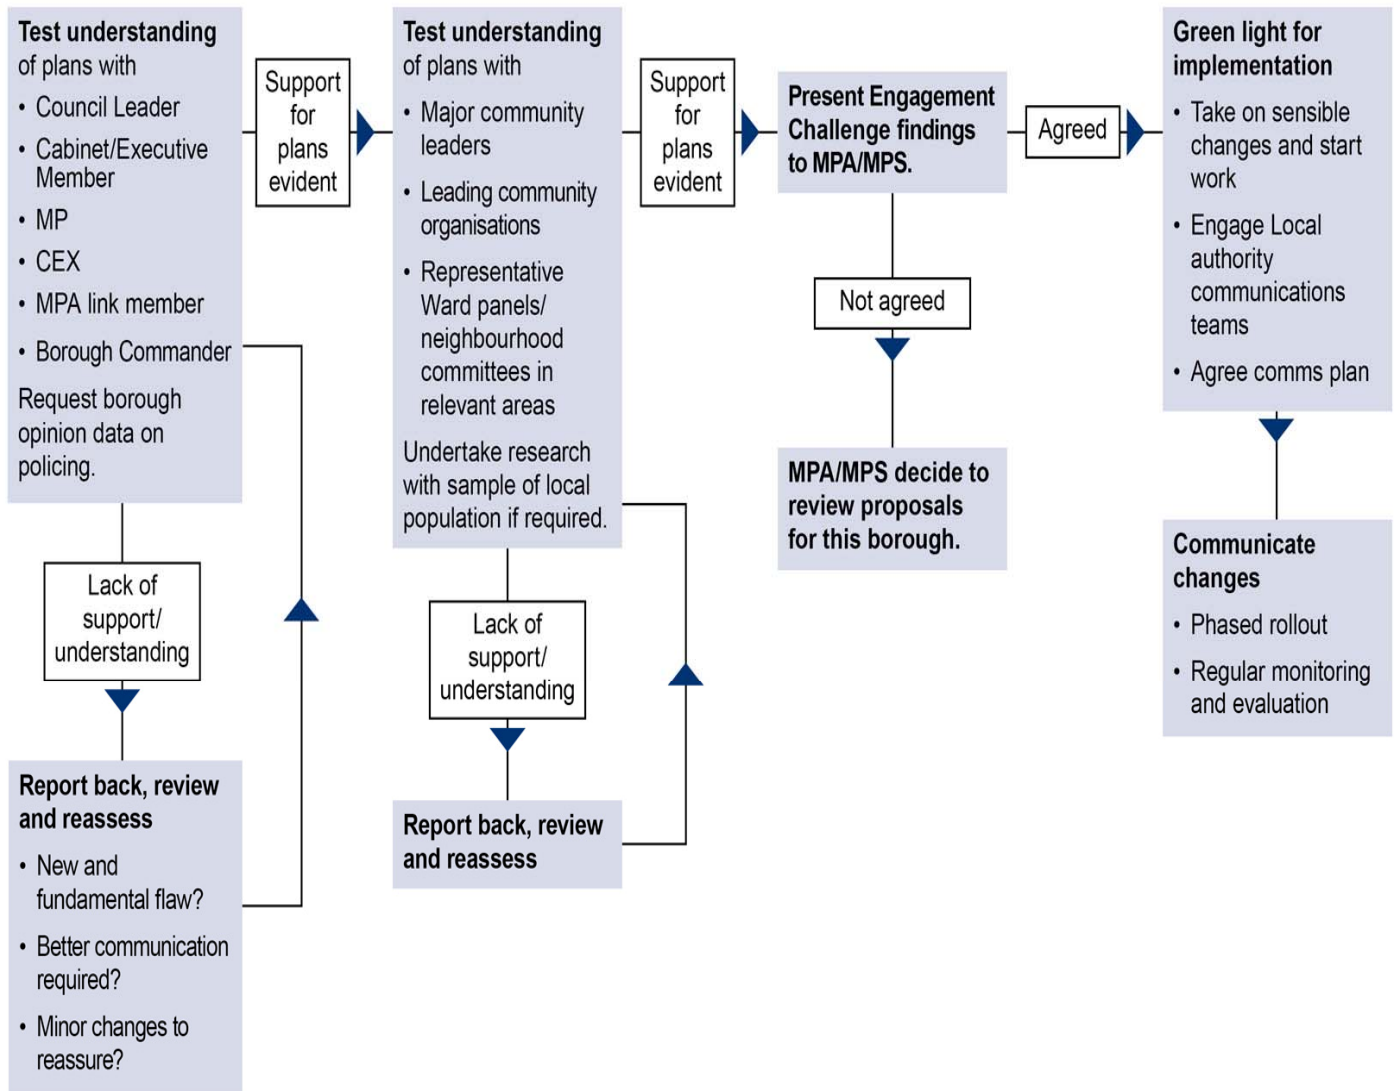 Test understanding
of plans with
• Council Leader
• Cabinet/Executive
Member
• MP
• CEX
• MPA link member
• Borough Commander
Request borough
opinion data on
policing.
Support
for
plans
evident
Lack of
support/
understanding
Report back, review
and reassess
• New and
fundamental flaw?
• Better communication
required?
• Minor changes to
reassure?
Test understanding
of plans with
• Major community
leaders
• Leading community
organisations
• Representative
Ward panels/
neighbourhood
committees in
relevant areas
Undertake research
with sample of local
population if required.
Support
for
plans
evident
Lack of
support/
understanding
Report back, review
and reassess
Present Engagement
Challenge findings
to MPA/MPS.
Agreed
Not agreed
MPA/MPS decide to
review proposals
for this borough.
Green light for
implementation
• Take on sensible
changes and start
work
• Engage Local
authority
communications
teams
• Agree comms plan
Communicate
changes
• Phased rollout
• Regular monitoring
and evaluation